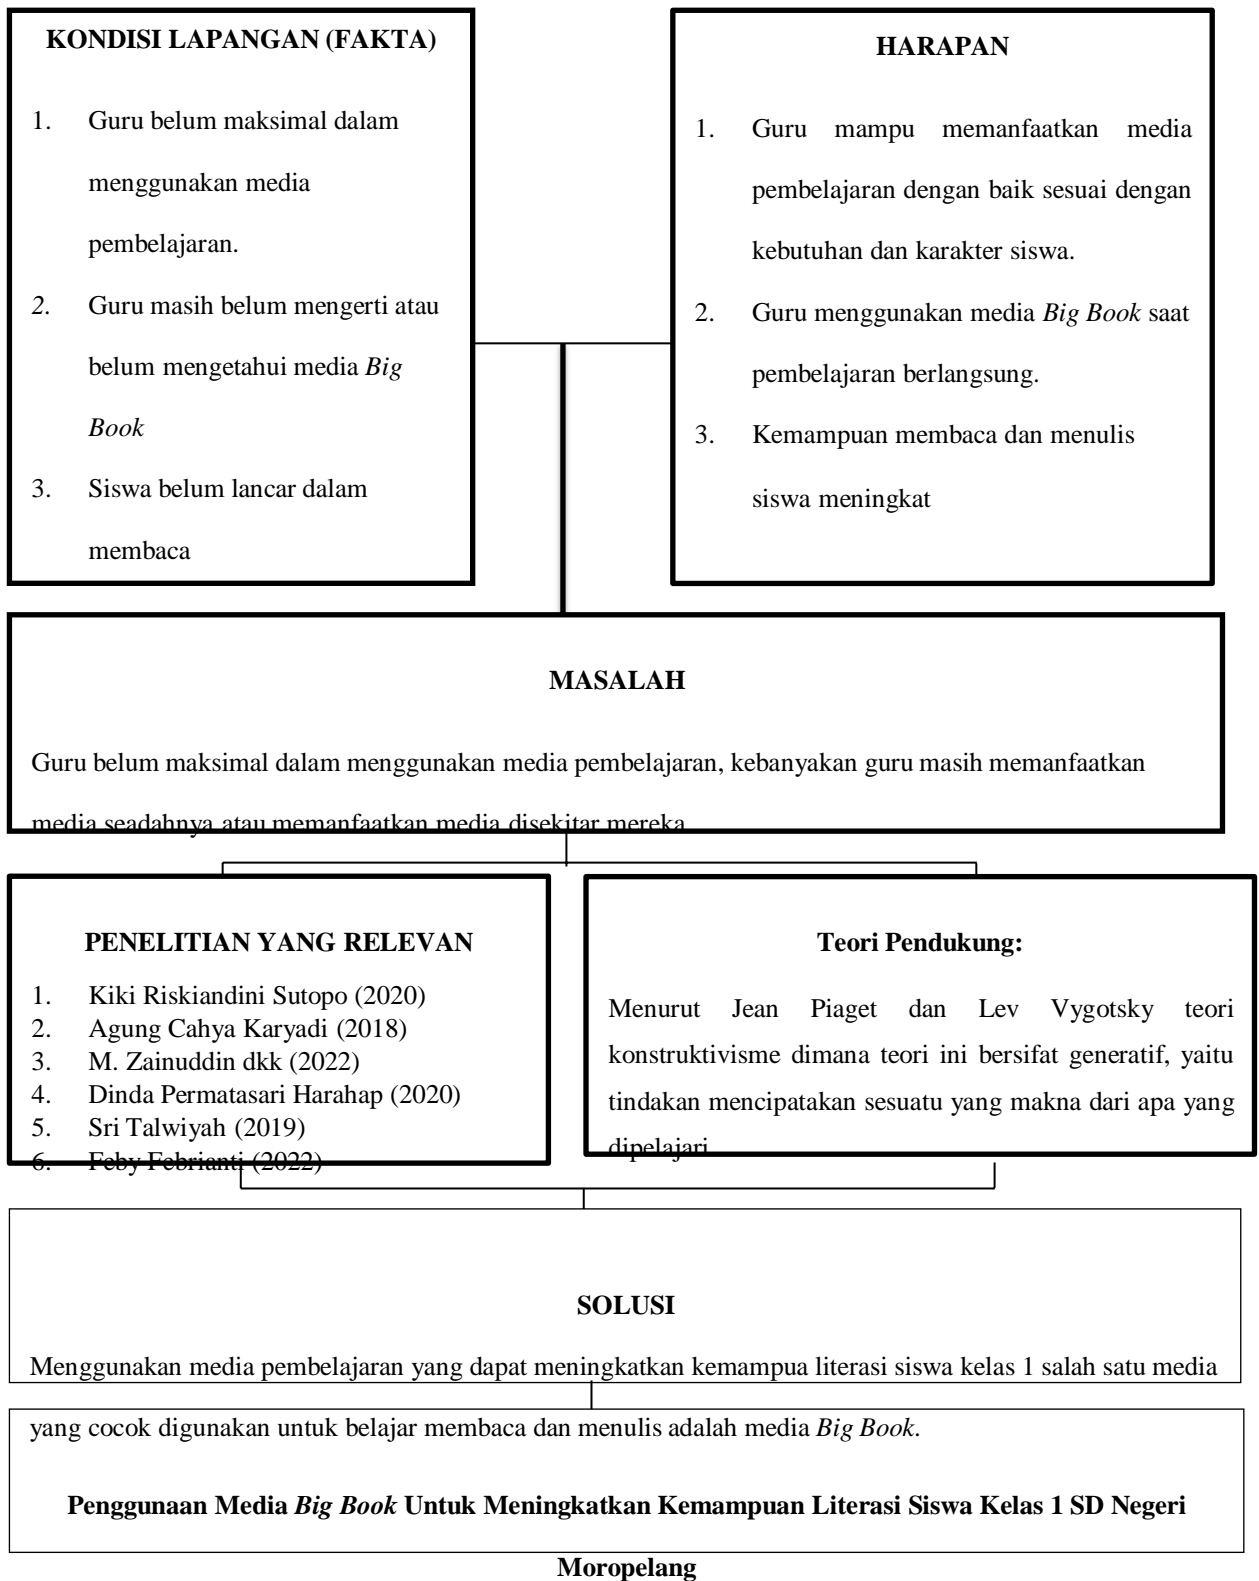 KONDISI LAPANGAN (FAKTA)
1. Guru belum maksimal dalam
menggunakan media
pembelajaran.
2. Guru masih belum mengerti atau
belum mengetahui media Big
Book
3. Siswa belum lancar dalam
membaca
HARAPAN
1. Guru mampu memanfaatkan media
pembelajaran dengan baik sesuai dengan
kebutuhan dan karakter siswa.
2. Guru menggunakan media Big Book saat
pembelajaran berlangsung.
3. Kemampuan membaca dan menulis
siswa meningkat
MASALAH
Guru belum maksimal dalam menggunakan media pembelajaran, kebanyakan guru masih memanfaatkan
media seadahnya atau memanfaatkan media disekitar mereka
PENELITIAN YANG RELEVAN
1. Kiki Riskiandini Sutopo (2020)
2. Agung Cahya Karyadi (2018)
3. M. Zainuddin dkk (2022)
4. Dinda Permatasari Harahap (2020)
5. Sri Talwiyah (2019)
6. Feby Febrianti (2022)
Teori Pendukung:
Menurut Jean Piaget dan Lev Vygotsky teori
konstruktivisme dimana teori ini bersifat generatif, yaitu
tindakan mencipatakan sesuatu yang makna dari apa yang
dipelajari
SOLUSI
Menggunakan media pembelajaran yang dapat meningkatkan kemampua literasi siswa kelas 1 salah satu media
yang cocok digunakan untuk belajar membaca dan menulis adalah media Big Book.
Penggunaan Media Big Book Untuk Meningkatkan Kemampuan Literasi Siswa Kelas 1 SD Negeri
Moropelang